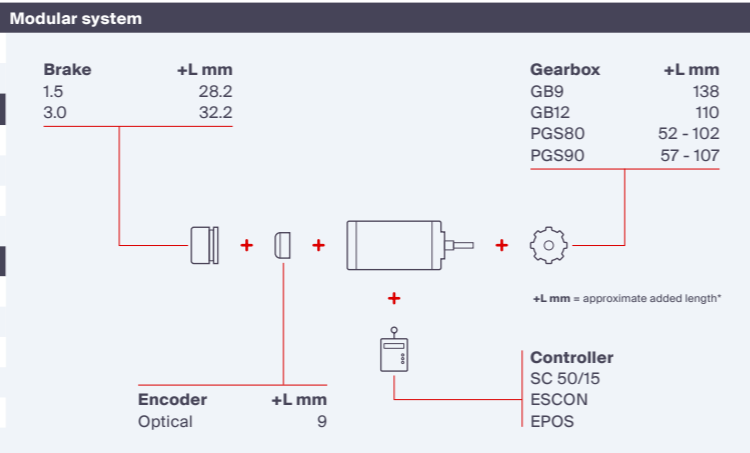 Modular system
Brake +L mm
1.5 28.2
3.0 32.2
Gearbox +L mm
GB9 138
GB12 110
PGS80 52 - 102
PGS90 57 - 107
+ + +
+
+L mm = approximate added length*
Encoder +L mm
Optical 9
Controller
SC 50/15
ESCON
EPOS